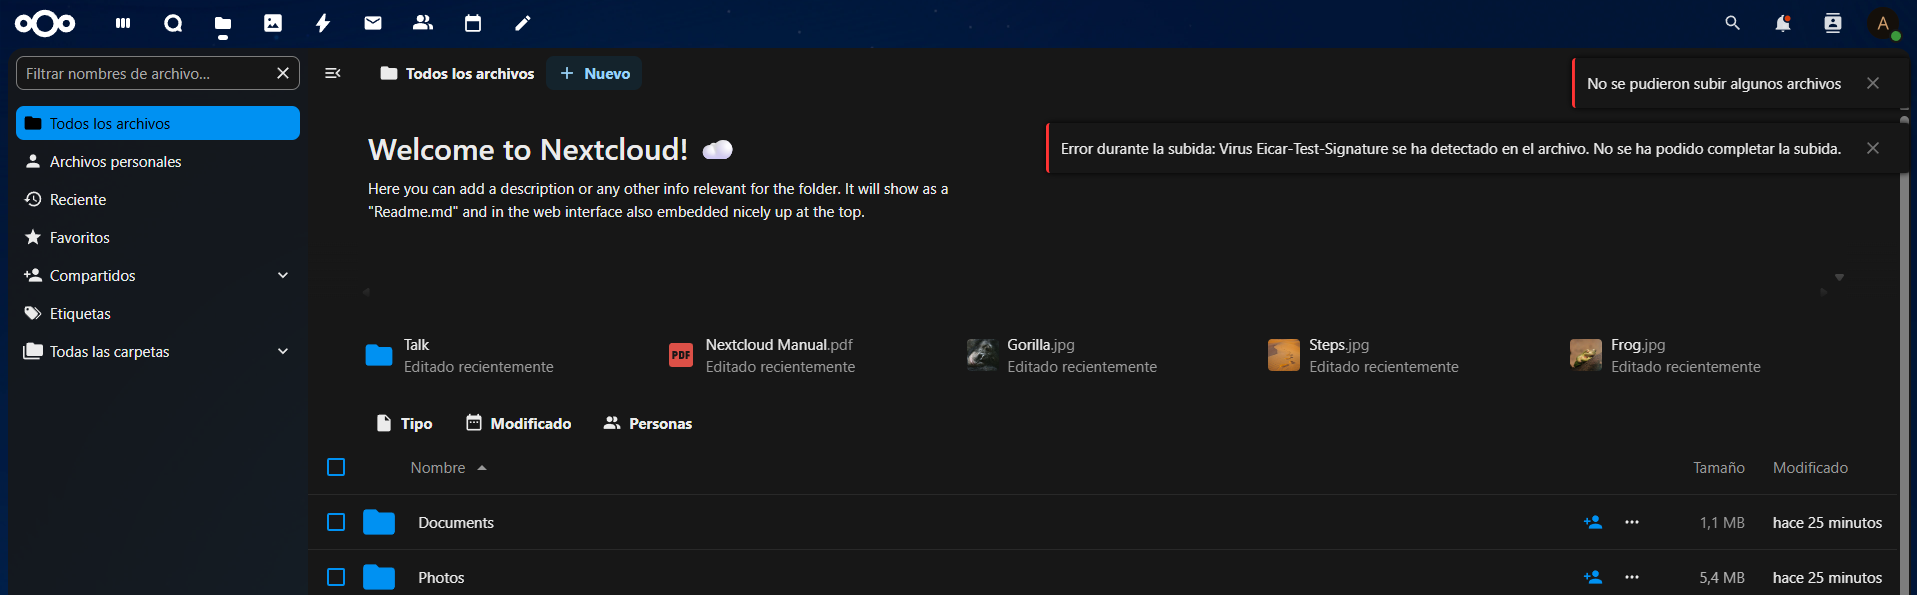 A
Filtrar nombres de archivo...
Todos los archivos
Nuevo
No se pudieron subir algunos archivos
Todos los archivos
Archivos personales
Reciente
Favoritos
Compartidos
Etiquetas
Todas las carpetas
Welcome to Nextcloud!
Error durante la subida: Virus Eicar-Test-Signature se ha detectado en el archivo. No se ha podido completar la subida.
Here you can add a description or any other info relevant for the folder. It will show as a
"Readme.md" and in the web interface also embedded nicely up at the top.
Talk
Editado recientemente
PDF
Nextcloud Manual.pdf
Editado recientemente
Gorilla.jpg
Editado recientemente
Steps.jpg
Editado recientemente
Frog.jpg
Editado recientemente
Tipo
Modificado
Personas
Nombre
Tamaño
Modificado
Documents
1,1 MB
hace 25 minutos
Photos
5,4 MB
hace 25 minutos